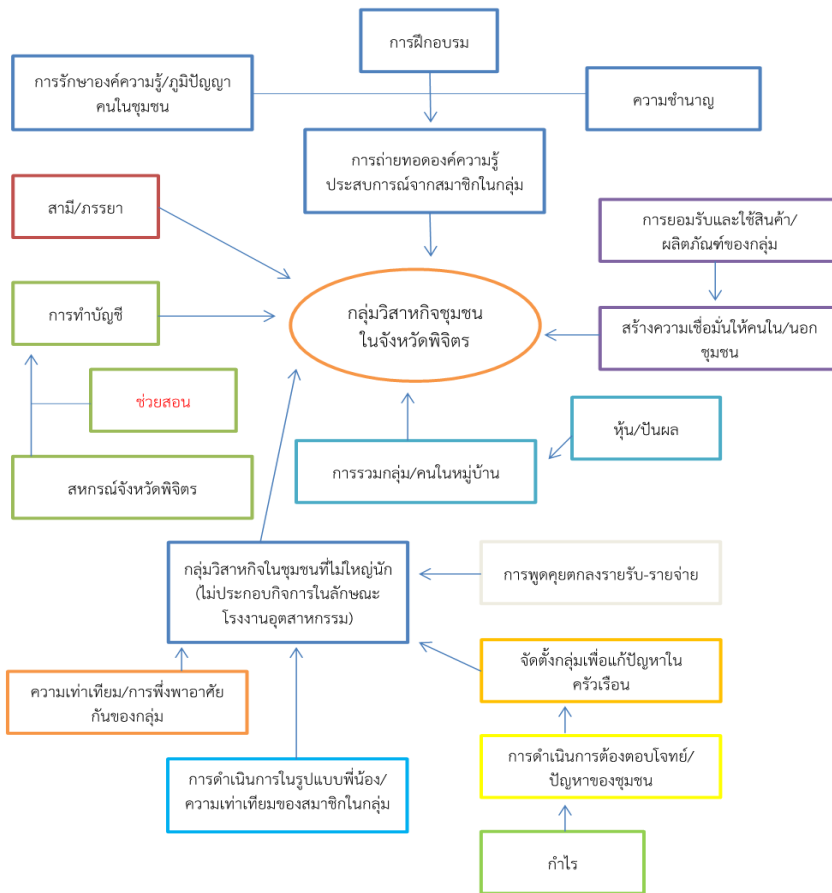 การฝึกอบรม
การรักษาองค์ความรู้/ภูมิปัญญา
คนในชุมชน
ความชำนาญ
การถ่ายทอดองค์ความรู้
ประสบการณ์จากสมาชิกในกลุ่ม
สามี/ภรรยา
การยอมรับและใช้สินค้า/
ผลิตภัณฑ์ของกลุ่ม
การทำบัญชี
กลุ่มวิสาหกิจชุมชน
ในจังหวัดพิจิตร
สร้างความเชื่อมั่นให้คนใน/นอก
ชุมชน
ช่วยสอน
หุ้น/ปันผล
สหกรณ์จังหวัดพิจิตร
การรวมกลุ่ม/คนในหมู่บ้าน
กลุ่มวิสาหกิจในชุมชนที่ไม่ใหญ่นัก
(ไม่ประกอบกิจการในลักษณะ
โรงงานอุตสาหกรรม)
การพูดคุยตกลงรายรับ-รายจ่าย
จัดตั้งกลุ่มเพื่อแก้ปัญหาใน
ครัวเรือน
ความเท่าเทียม/การพึ่งพาอาศัย
กันของกลุ่ม
การดำเนินการต้องตอบโจทย์/
ปัญหาของชุมชน
การดำเนินการในรูปแบบพี่น้อง/
ความเท่าเทียมของสมาชิกในกลุ่ม
กำไร